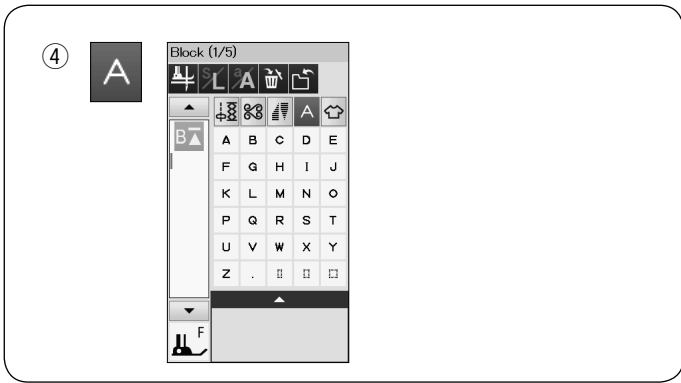 ④ A Block (1/5)
S L a A
A
B A B C D E
F G H I J
K L M N O
P Q R S T
U V W X Y
Z .
F